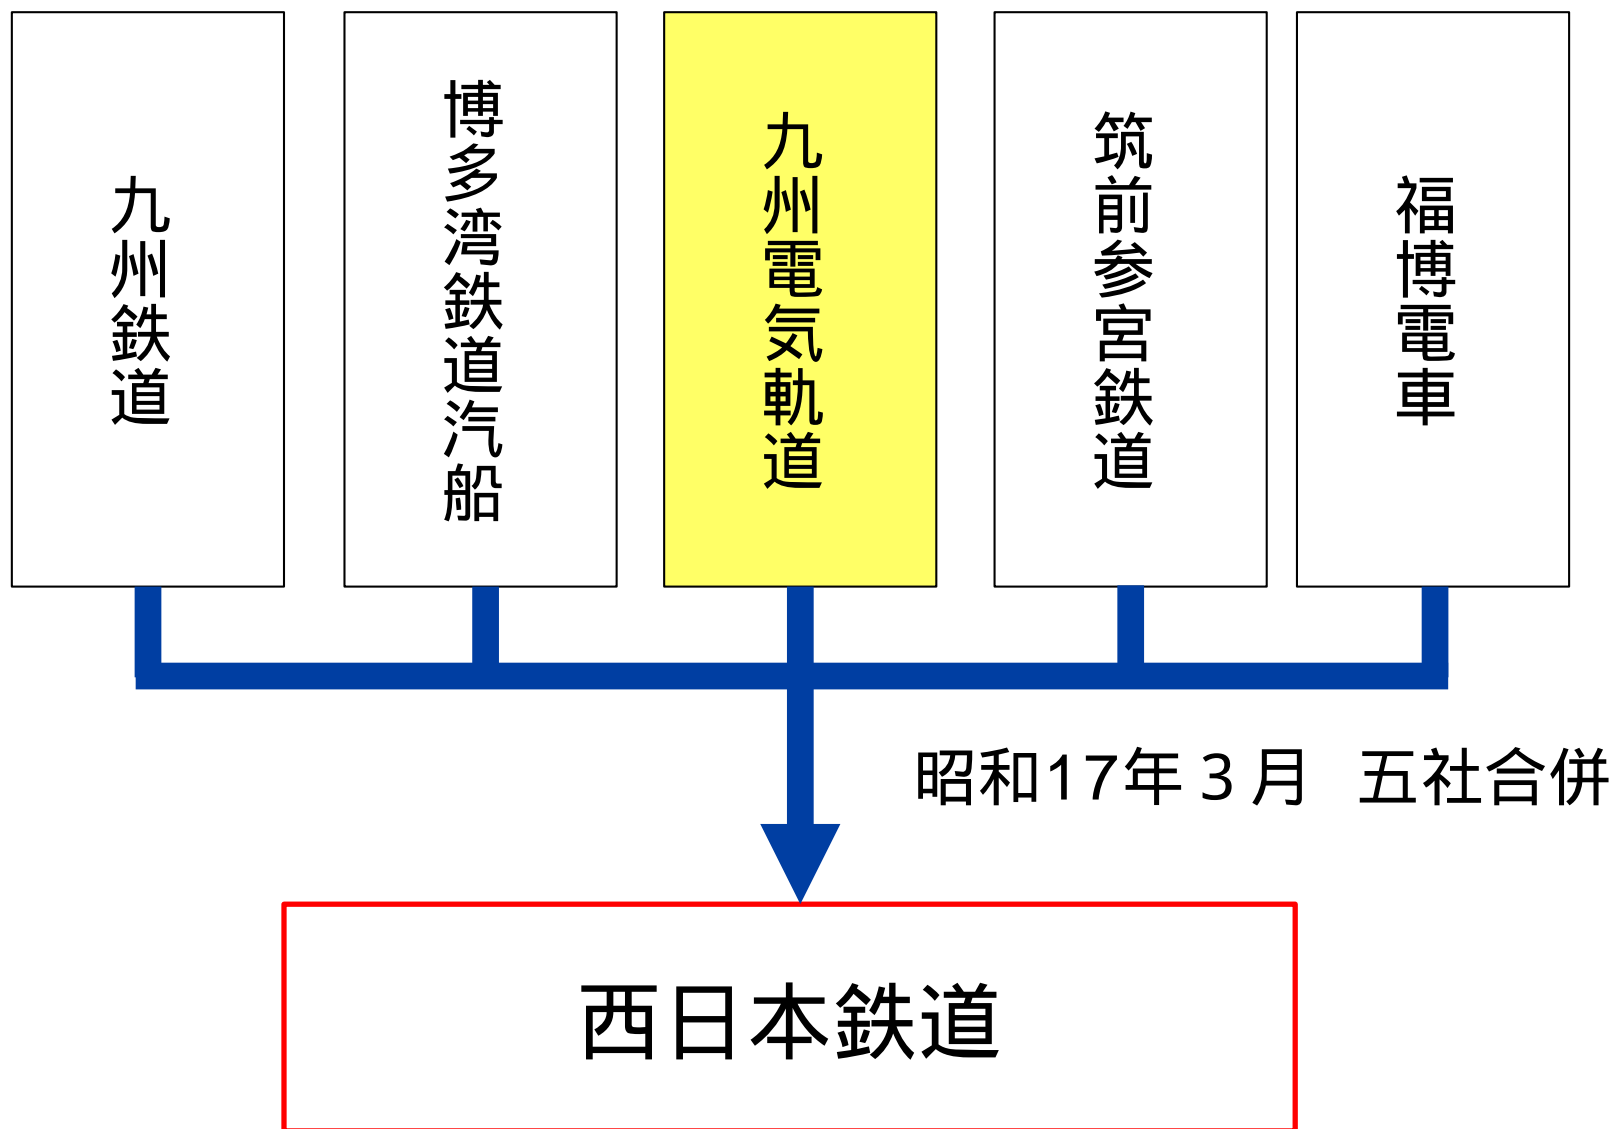 九州鉄道
博多湾鉄道汽船
九州電気軌道
筑前参宮鉄道
福博電車
昭和17年３月　五社合併
西日本鉄道